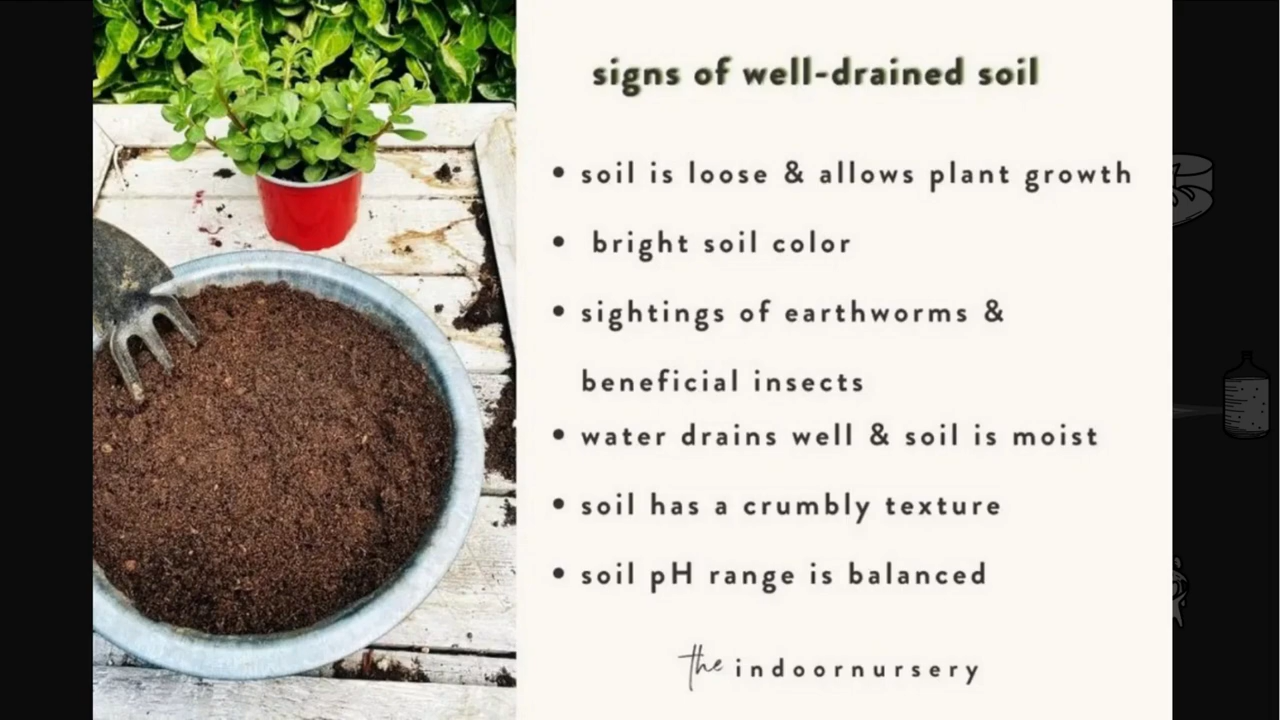 signs of well-drained soil
• soil is loose & allows plant growth
• bright soil color
• sightings of earthworms &
beneficial insects
• water drains well & soil is moist
• soil has a crumbly texture
• soil pH range is balanced
the indoornursery